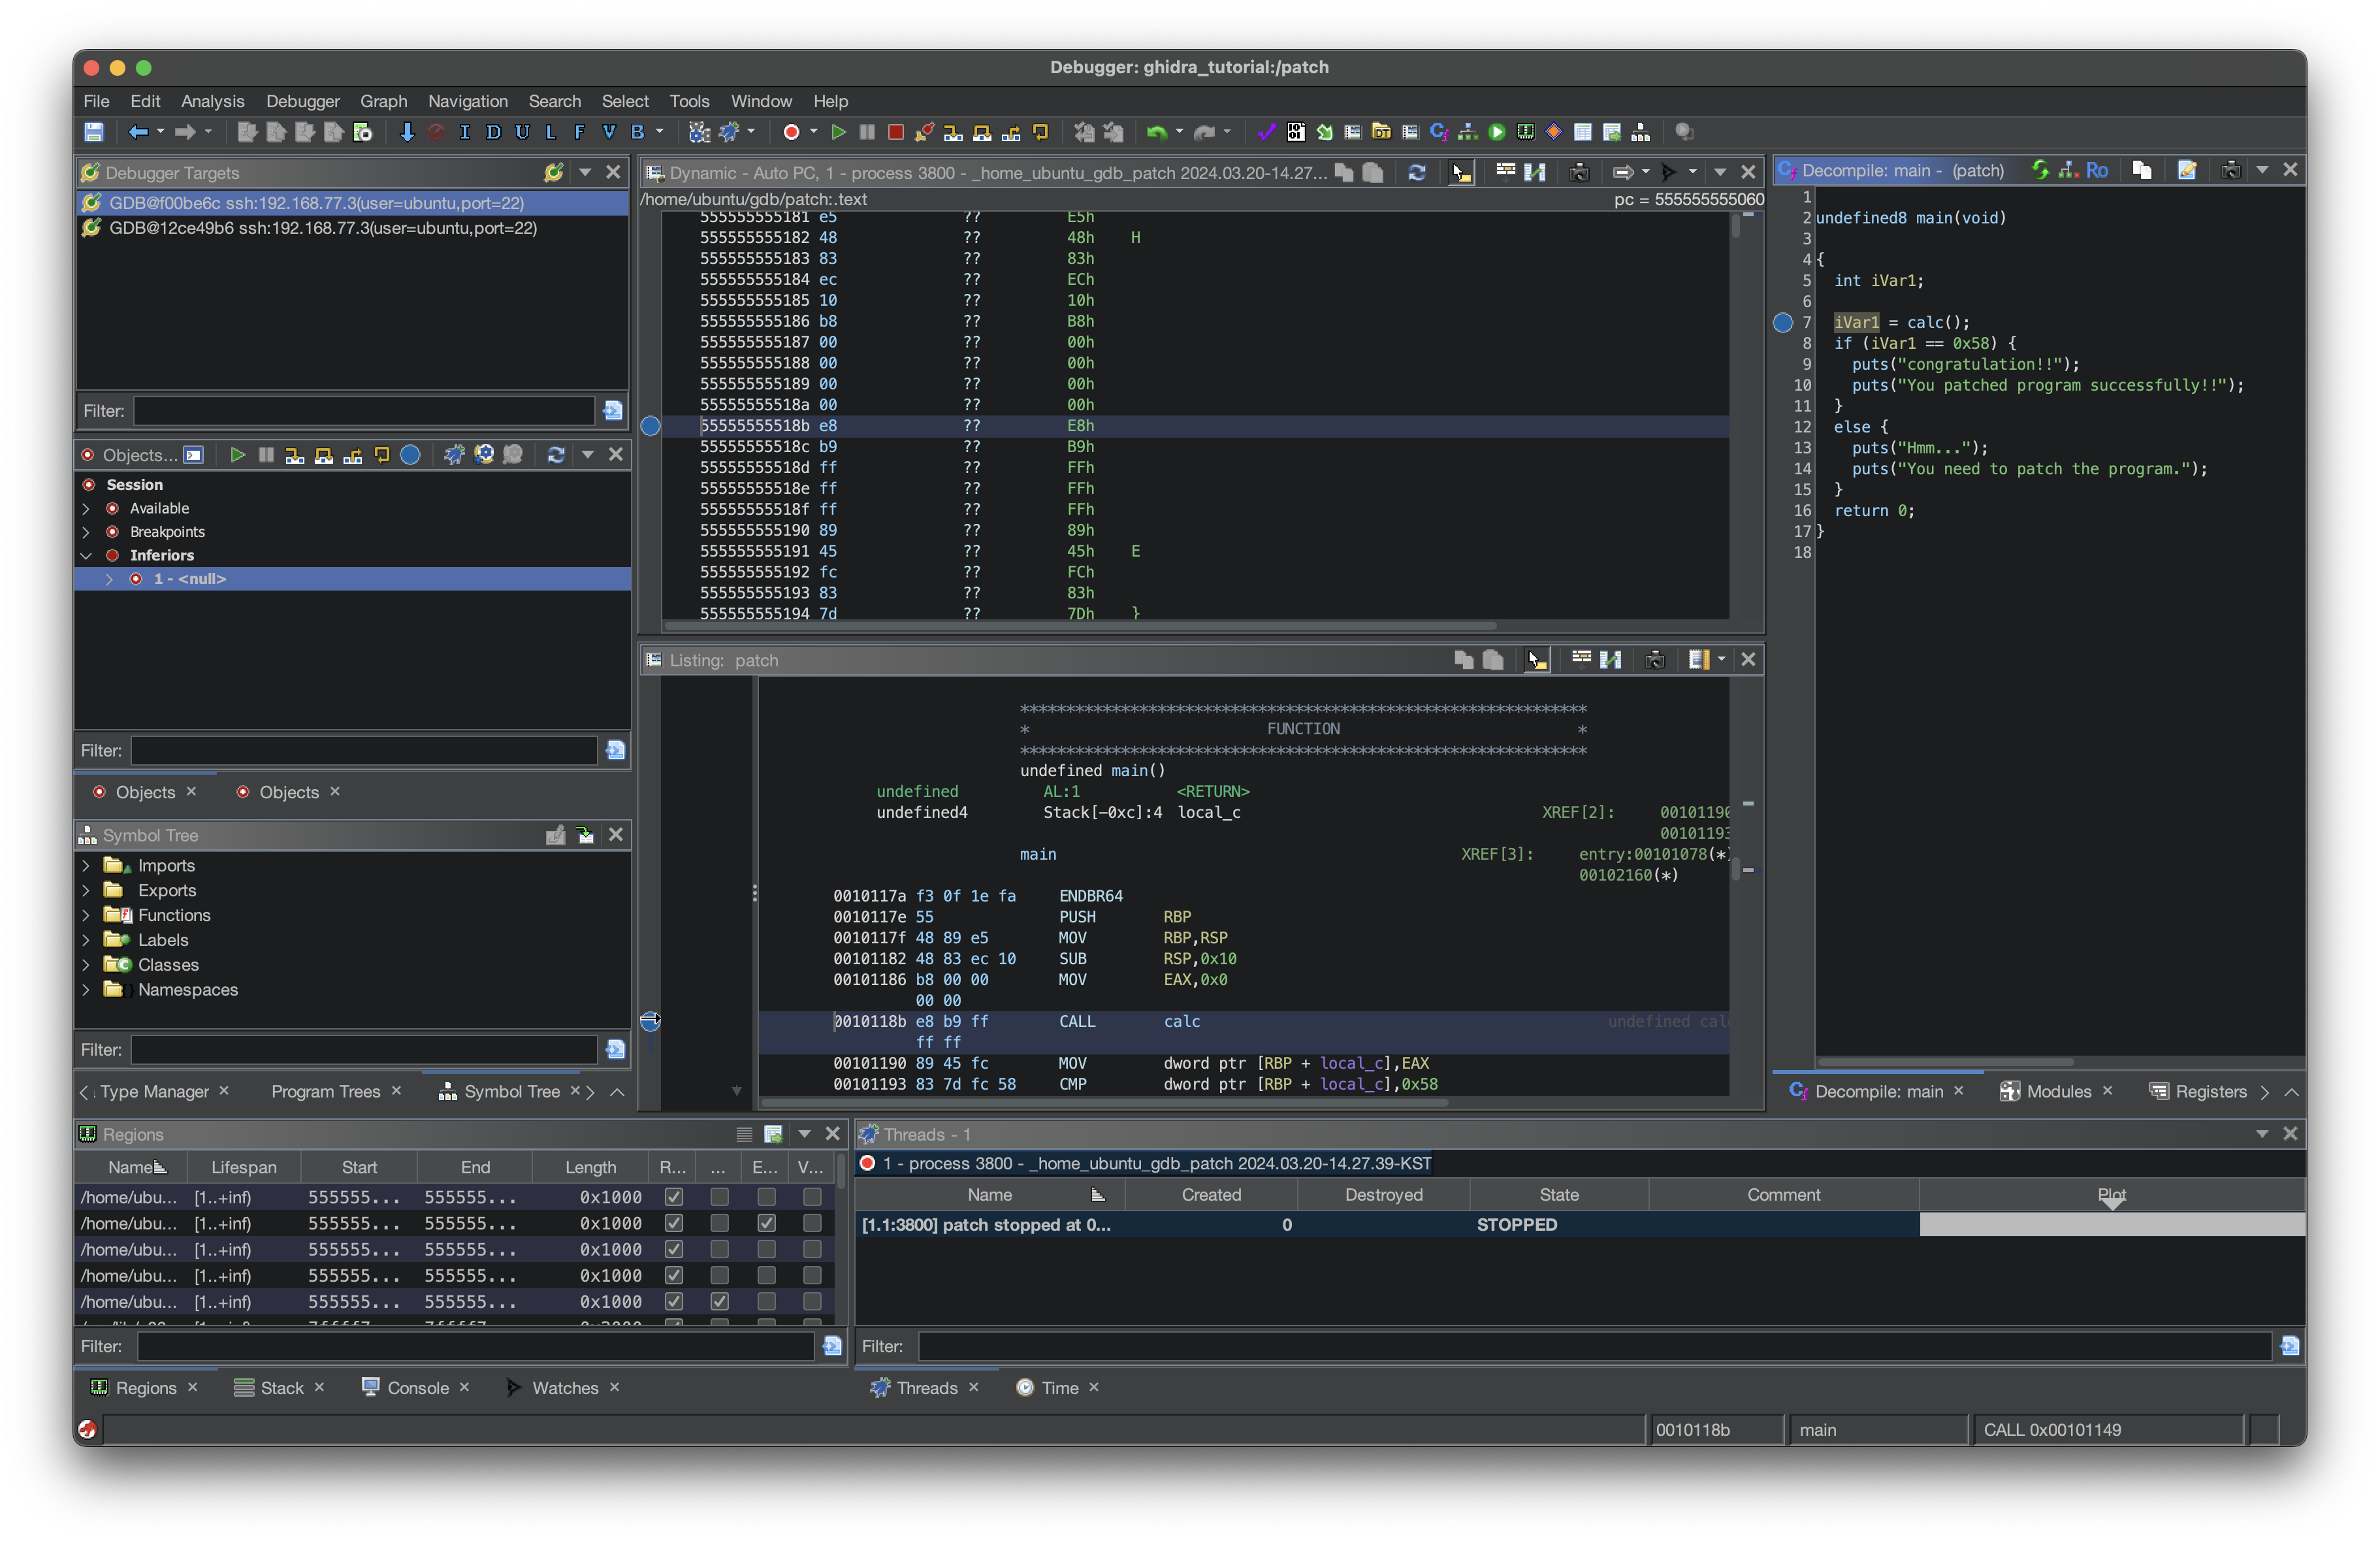 Debugger: ghidra_tutorial:/patch
File Edit Analysis Debugger Graph Navigation Search Select Tools Window Help
I D U L F V B
Debugger Targets
GDB@f00be6c ssh:192.168.77.3(user=ubuntu,port=22)
GDB@12ce49b6 ssh:192.168.77.3(user=ubuntu,port=22)
Filter:
Objects...
Session
Available
Breakpoints
Inferiors
1 - <null>
Filter:
Objects
Objects
Symbol Tree
Imports
Exports
Functions
Labels
Classes
Namespaces
Filter:
Type Manager Program Trees Symbol Tree
Dynamic - Auto PC, 1 - process 3800 - _home_ubuntu_gdb_patch 2024.03.20-14.27...
/home/ubuntu/gdb/patch:.text pc = 555555555060
555555555181 e5 ?? E5h
555555555182 48 ?? 48h H
555555555183 83 ?? 83h
555555555184 ec ?? ECh
555555555185 10 ?? 10h
555555555186 b8 ?? B8h
555555555187 00 ?? 00h
555555555188 00 ?? 00h
555555555189 00 ?? 00h
55555555518a 00 ?? 00h
55555555518b e8 ?? E8h
55555555518c b9 ?? B9h
55555555518d ff ?? FFh
55555555518e ff ?? FFh
55555555518f ff ?? FFh
555555555190 89 ?? 89h
555555555191 45 ?? 45h E
555555555192 fc ?? FCh
555555555193 83 ?? 83h
555555555194 7d ?? 7Dh }
Listing: patch
**************************************************************
* FUNCTION *
**************************************************************
undefined main()
undefined AL:1 <RETURN>
undefined4 Stack[-0xc]:4 local_c XREF[2]: 00101190
00101193
main XREF[3]: entry:00101078(*)
00102160(*)
0010117a f3 0f 1e fa ENDBR64
0010117e 55 PUSH RBP
0010117f 48 89 e5 MOV RBP,RSP
00101182 48 83 ec 10 SUB RSP,0x10
00101186 b8 00 00 MOV EAX,0x0
00 00
0010118b e8 b9 ff CALL calc undefined calc
ff ff
00101190 89 45 fc MOV dword ptr [RBP + local_c],EAX
00101193 83 7d fc 58 CMP dword ptr [RBP + local_c],0x58
Decompile: main - (patch) Ro
1
2 undefined8 main(void)
3
4 {
5 int iVar1;
6
7 iVar1 = calc();
8 if (iVar1 == 0x58) {
9 puts("congratulation!!");
10 puts("You patched program successfully!!");
11 }
12 else {
13 puts("Hmm...");
14 puts("You need to patch the program.");
15 }
16 return 0;
17 }
18
Decompile: main Modules Registers
Regions
Name Lifespan Start End Length R... ... E... V...
/home/ubu... [1..+inf) 555555... 555555... 0x1000
/home/ubu... [1..+inf) 555555... 555555... 0x1000
/home/ubu... [1..+inf) 555555... 555555... 0x1000
/home/ubu... [1..+inf) 555555... 555555... 0x1000
/home/ubu... [1..+inf) 555555... 555555... 0x1000
Filter:
Regions Stack Console Watches
Threads - 1
1 - process 3800 - _home_ubuntu_gdb_patch 2024.03.20-14.27.39-KST
Name Created Destroyed State Comment Plot
[1.1:3800] patch stopped at 0... 0 STOPPED
Filter:
Threads Time
0010118b main CALL 0x00101149